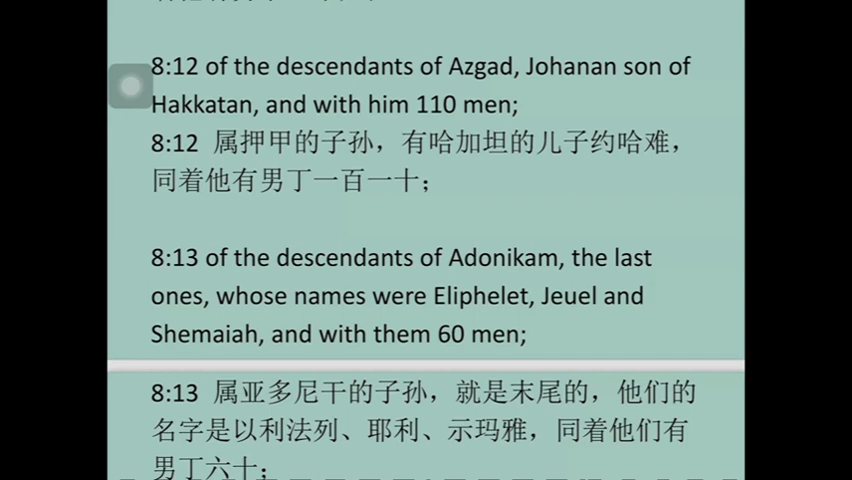 8:12 of the descendants of Azgad, Johanan son of
Hakkatan, and with him 110 men;
8:12 属押甲的子孙，有哈加坦的儿子约哈难，
同着他有男丁一百一十；
8:13 of the descendants of Adonikam, the last
ones, whose names were Eliphelet, Jeuel and
Shemaiah, and with them 60 men;
8:13 属亚多尼干的子孙，就是末尾的，他们的
名字是以利法列、耶利、示玛雅，同着他们有
男丁六十；